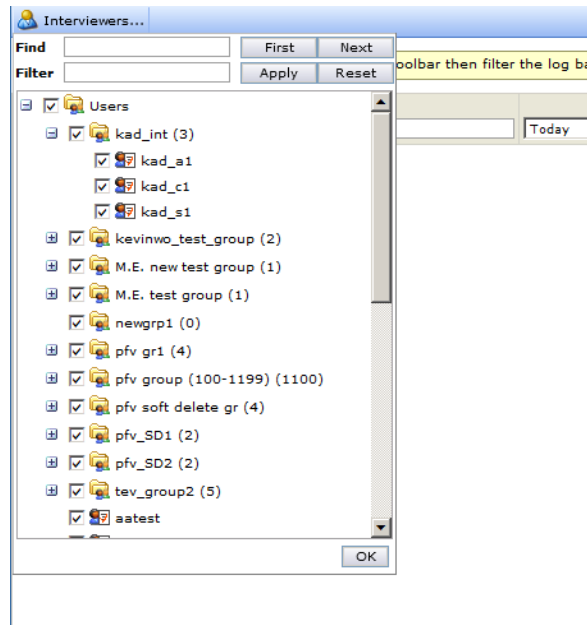 Interviewers...
Find First Next
Filter Apply Reset
oolbar then filter the log ba
Today
Users
kad_int (3)
kad_a1
kad_c1
kad_s1
kevinwo_test_group (2)
M.E. new test group (1)
M.E. test group (1)
newgrp1 (0)
pfv gr1 (4)
pfv group (100-1199) (1100)
pfv soft delete gr (4)
pfv_SD1 (2)
pfv_SD2 (2)
tev_group2 (5)
aatest
OK